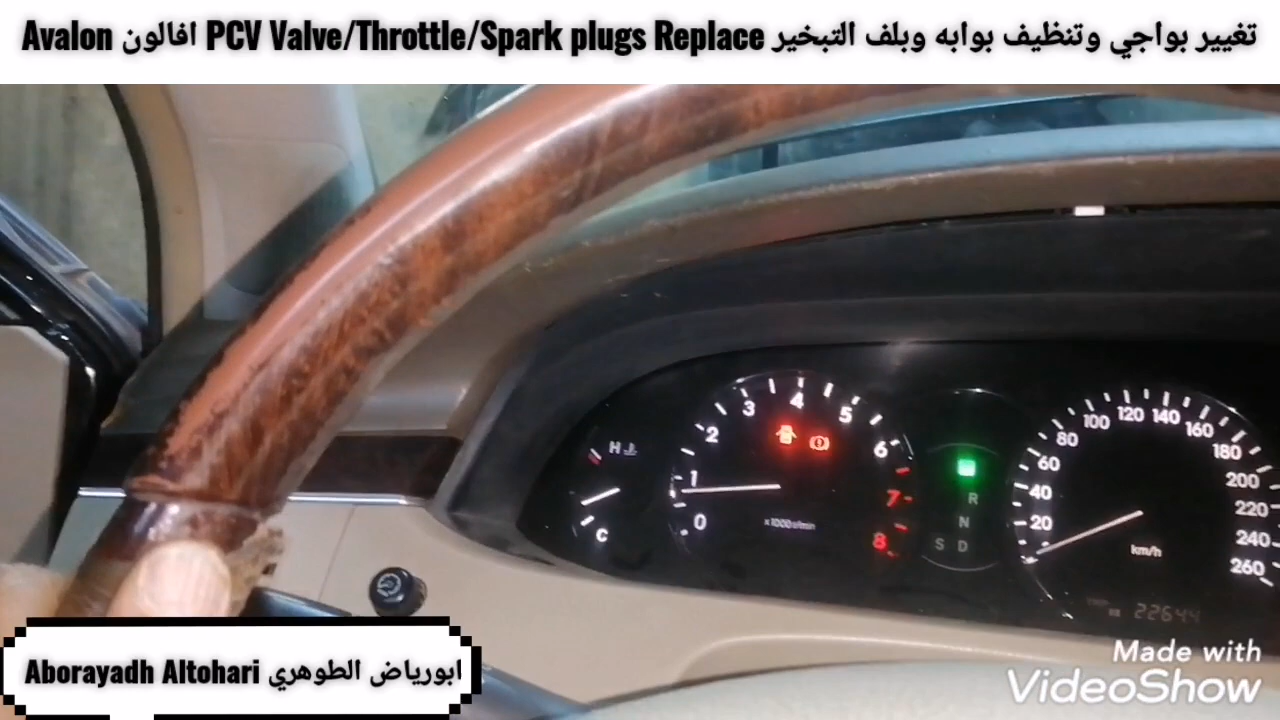 تغيير بواجي وتنظيف بوابه وبلف التبخير PCV Valve/Throttle/Spark plugs Replace افالون Avalon
H
C
0
1
2
3
4
5
6
7
8
x1000r/min
R
N
S D
20
40
60
80
100
120
140
160
180
200
220
240
260
km/h
ابورياض الطوهري Aborayadh Altohari
Made with
VideoShow